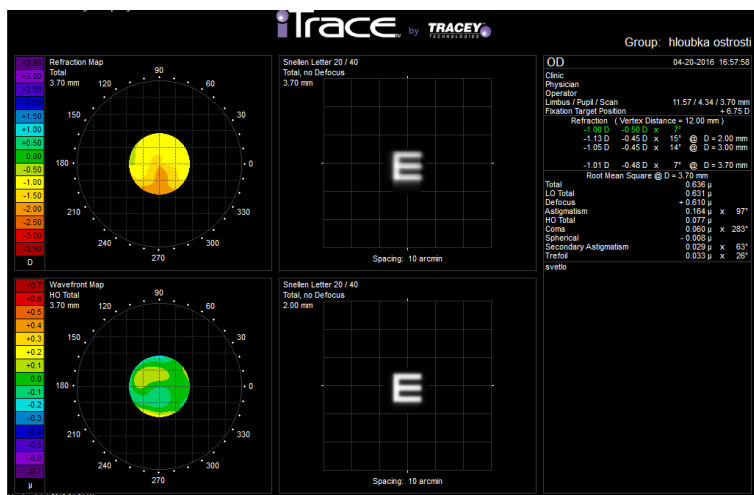 iTrace by TRACEY TECHNOLOGIES
Group: hloubka ostrosti
+3.50
+3.00
+2.50
+2.00
+1.50
+1.00
+0.50
0.00
-0.50
-1.00
-1.50
-2.00
-2.50
-3.00
-3.50
D
Refraction Map
Total
3.70 mm
90
120
60
150
30
180
0
210
330
240
300
270
Snellen Letter 20 / 40
Total, no Defocus
3.70 mm
E
Spacing: 10 arcmin
OD 04-20-2016 16:57:58
Clinic
Physician
Operator
Limbus / Pupil / Scan 11.57 / 4.34 / 3.70 mm
Fixation Target Position + 6.75 D
Refraction ( Vertex Distance = 12.00 mm )
-1.00 D -0.50 D x 7°
-1.13 D -0.45 D x 15° @ D = 2.00 mm
-1.05 D -0.45 D x 14° @ D = 3.00 mm
-1.01 D -0.48 D x 7° @ D = 3.70 mm
Root Mean Square @ D = 3.70 mm
Total 0.636 µ
LO Total 0.631 µ
Defocus + 0.610 µ
Astigmatism 0.164 µ x 97°
HO Total 0.077 µ
Coma 0.060 µ x 283°
Spherical - 0.008 µ
Secondary Astigmatism 0.029 µ x 63°
Trefoil 0.033 µ x 26°
svetlo
+0.7
+0.6
+0.5
+0.4
+0.3
+0.2
+0.1
0.0
-0.1
-0.2
-0.3
-0.4
-0.5
-0.6
-0.7
µ
Wavefront Map
HO Total
3.70 mm
90
120
60
150
30
180
0
210
330
240
300
270
Snellen Letter 20 / 40
Total, no Defocus
2.00 mm
E
Spacing: 10 arcmin